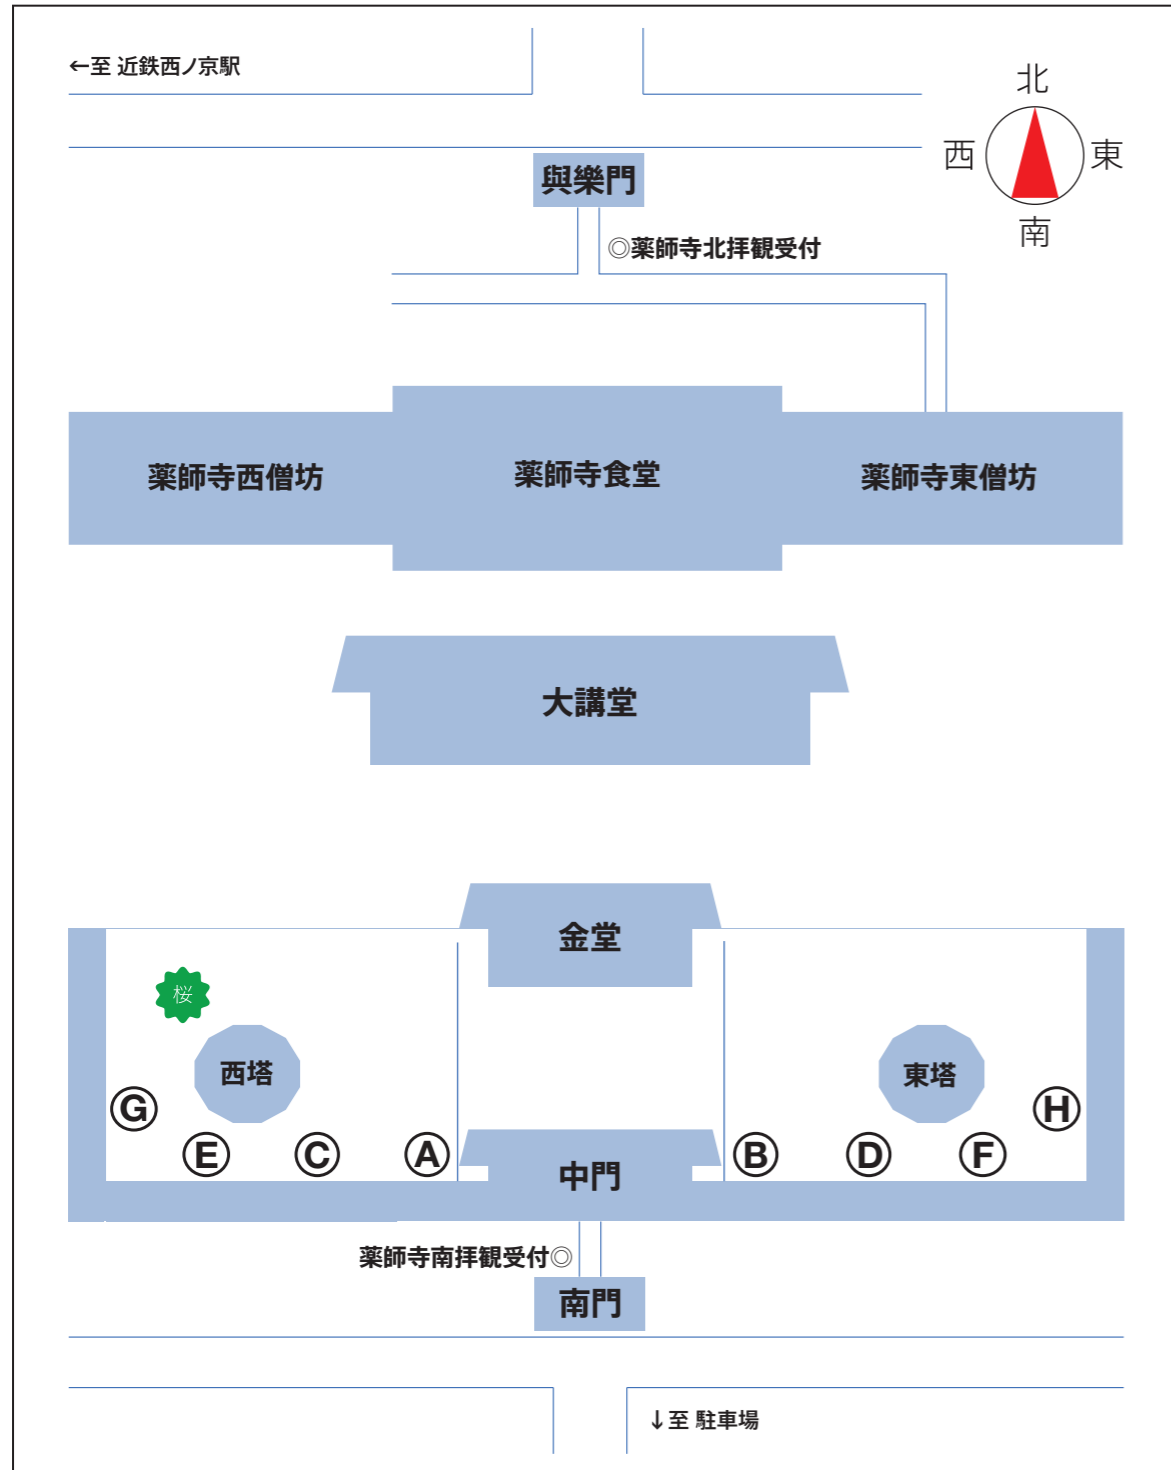 ←至 近鉄西ノ京駅
北
西
東
南
與樂門
◎薬師寺北拝観受付
薬師寺西僧坊
薬師寺食堂
薬師寺東僧坊
大講堂
金堂
桜
西塔
東塔
G
H
E
C
A
B
D
F
中門
薬師寺南拝観受付◎
南門
↓至 駐車場